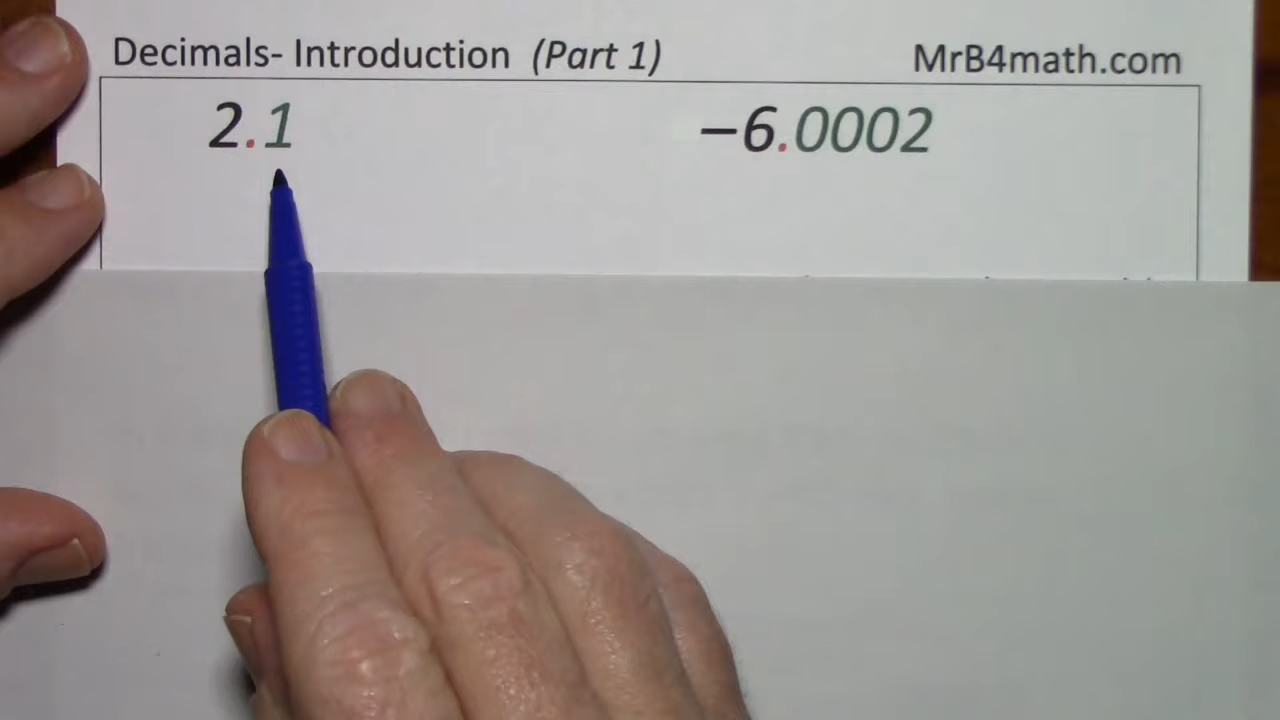 Decimals- Introduction (Part 1) MrB4math.com
2.1 −6.0002